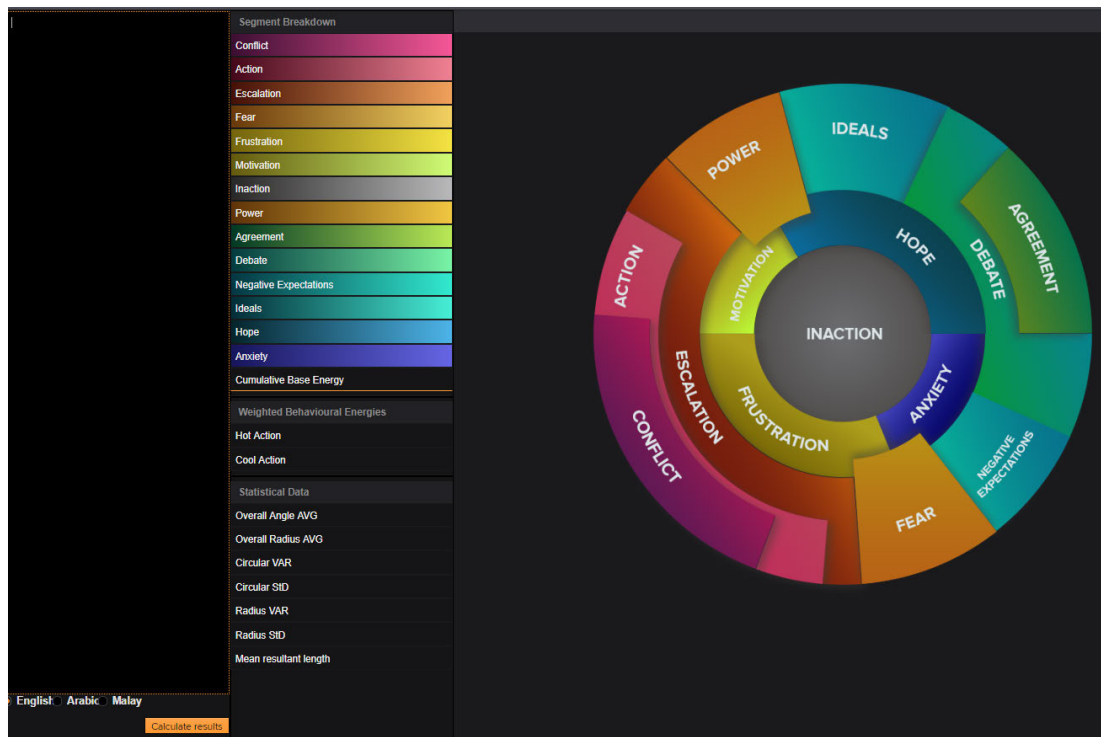 Segment Breakdown
Conflict
Action
Escalation
Fear
Frustration
Motivation
Inaction
Power
Agreement
Debate
Negative Expectations
Ideals
Hope
Anxiety
Cumulative Base Energy
Weighted Behavioural Energies
Hot Action
Cool Action
Statistical Data
Overall Angle AVG
Overall Radius AVG
Circular VAR
Circular StD
Radius VAR
Radius StD
Mean resultant length
English Arabic Malay
Calculate results
POWER
IDEALS
AGREEMENT
DEBATE
HOPE
MOTIVATION
ACTION
INACTION
ESCALATION
FRUSTRATION
ANXIETY
CONFLICT
NEGATIVE
EXPECTATIONS
FEAR